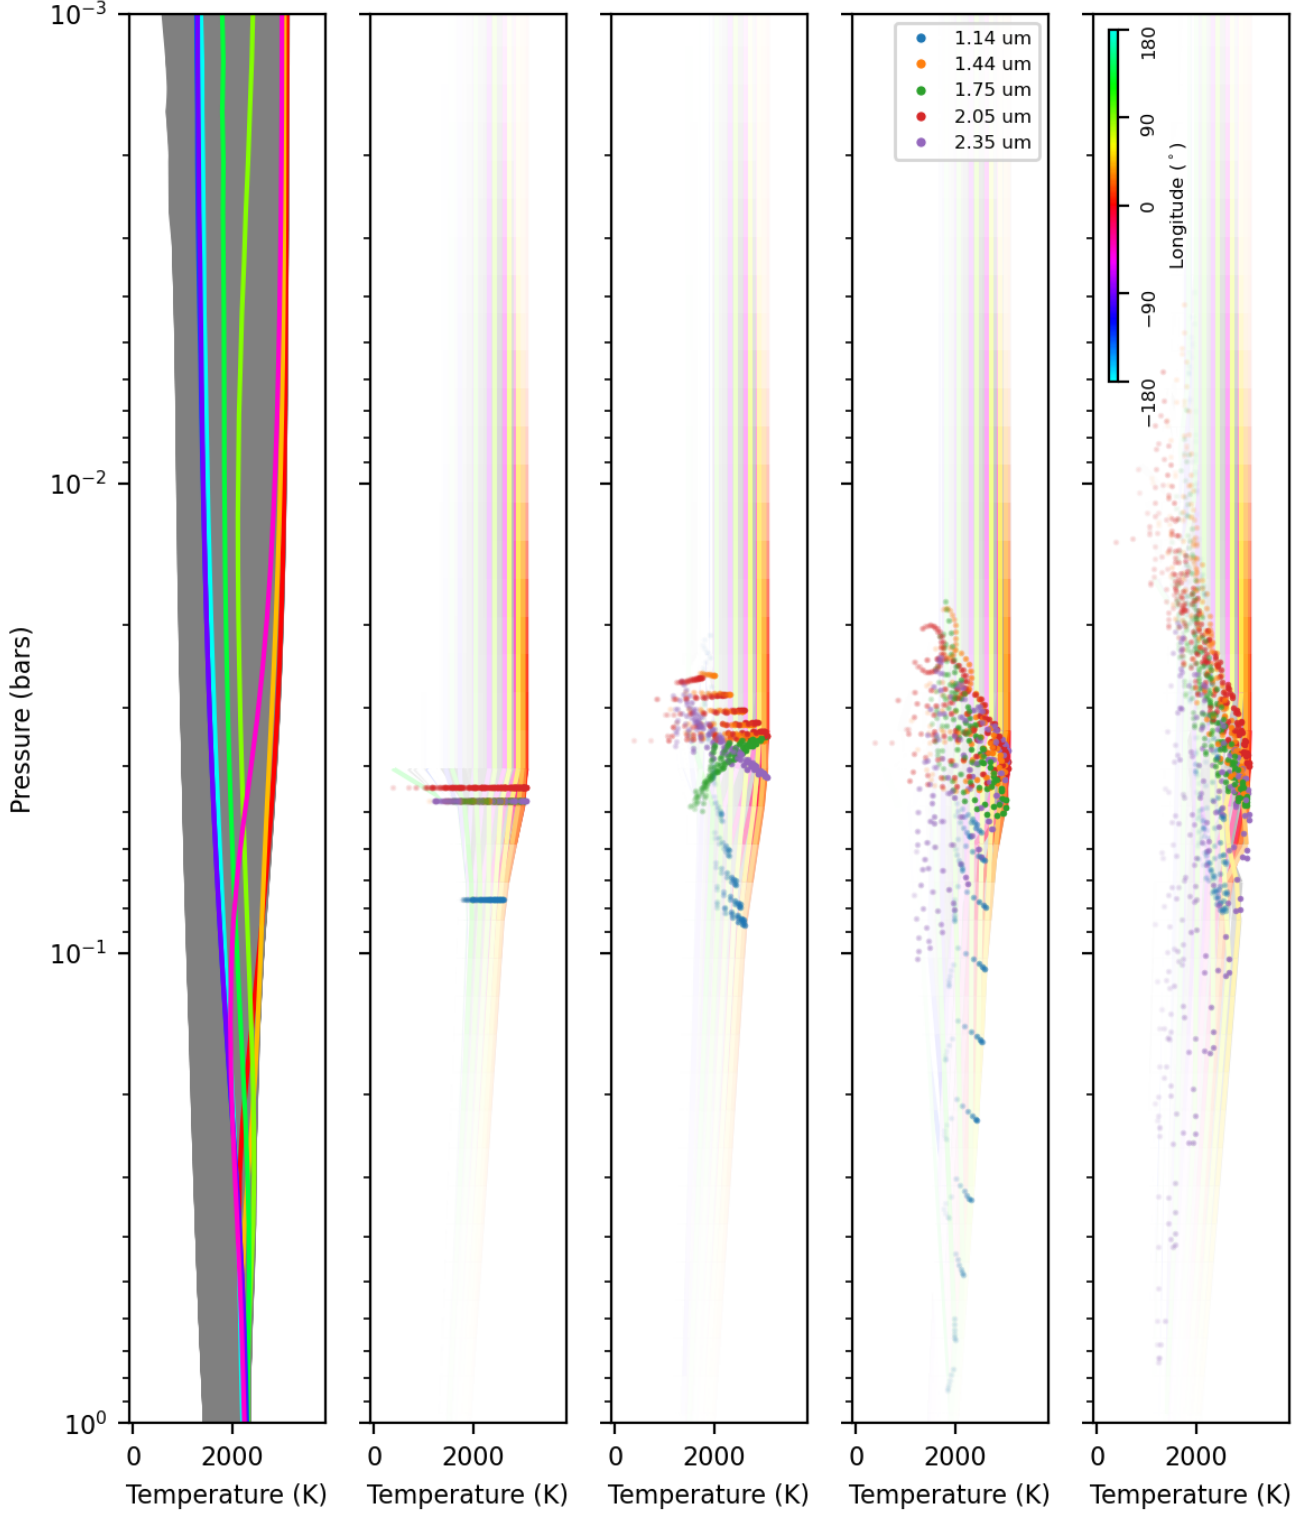 10⁻³
10⁻²
10⁻¹
10⁰
Pressure (bars)
0 2000
Temperature (K)
0 2000
Temperature (K)
0 2000
Temperature (K)
1.14 um
1.44 um
1.75 um
2.05 um
2.35 um
0 2000
Temperature (K)
180
90
0
−90
−180
Longitude (°)
0 2000
Temperature (K)